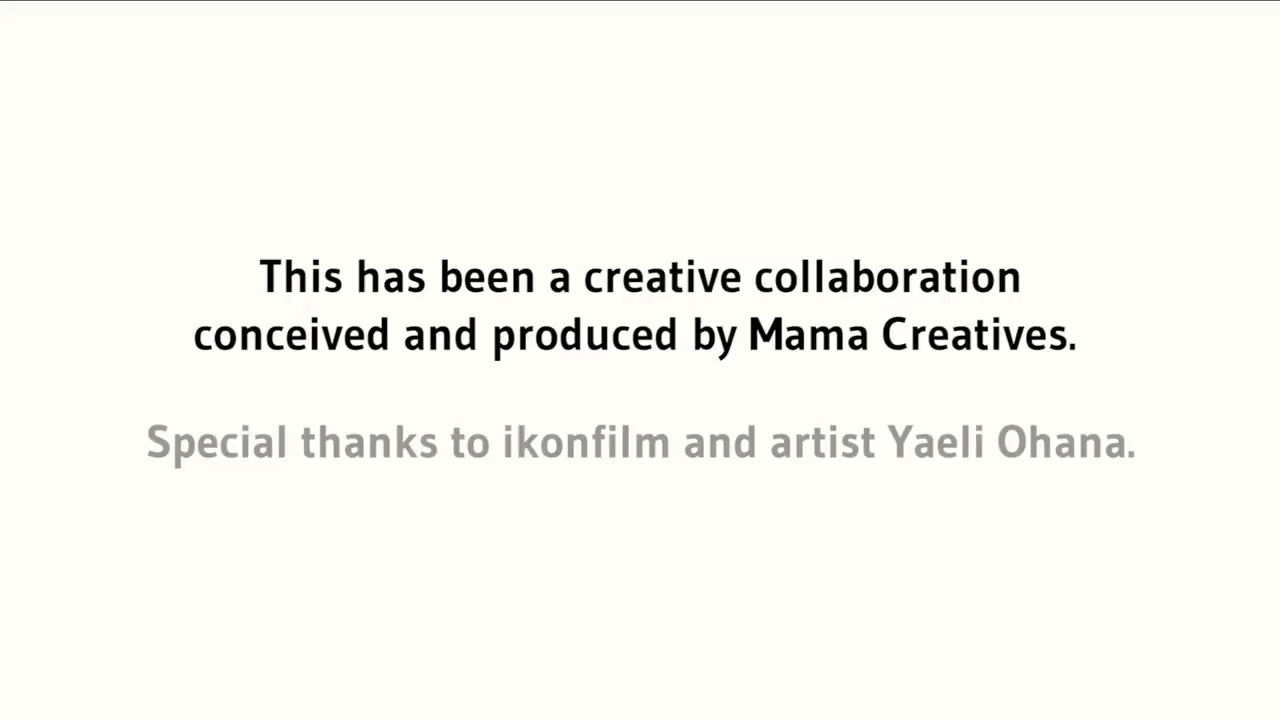 This has been a creative collaboration
conceived and produced by Mama Creatives.
Special thanks to ikonfilm and artist Yaeli Ohana.